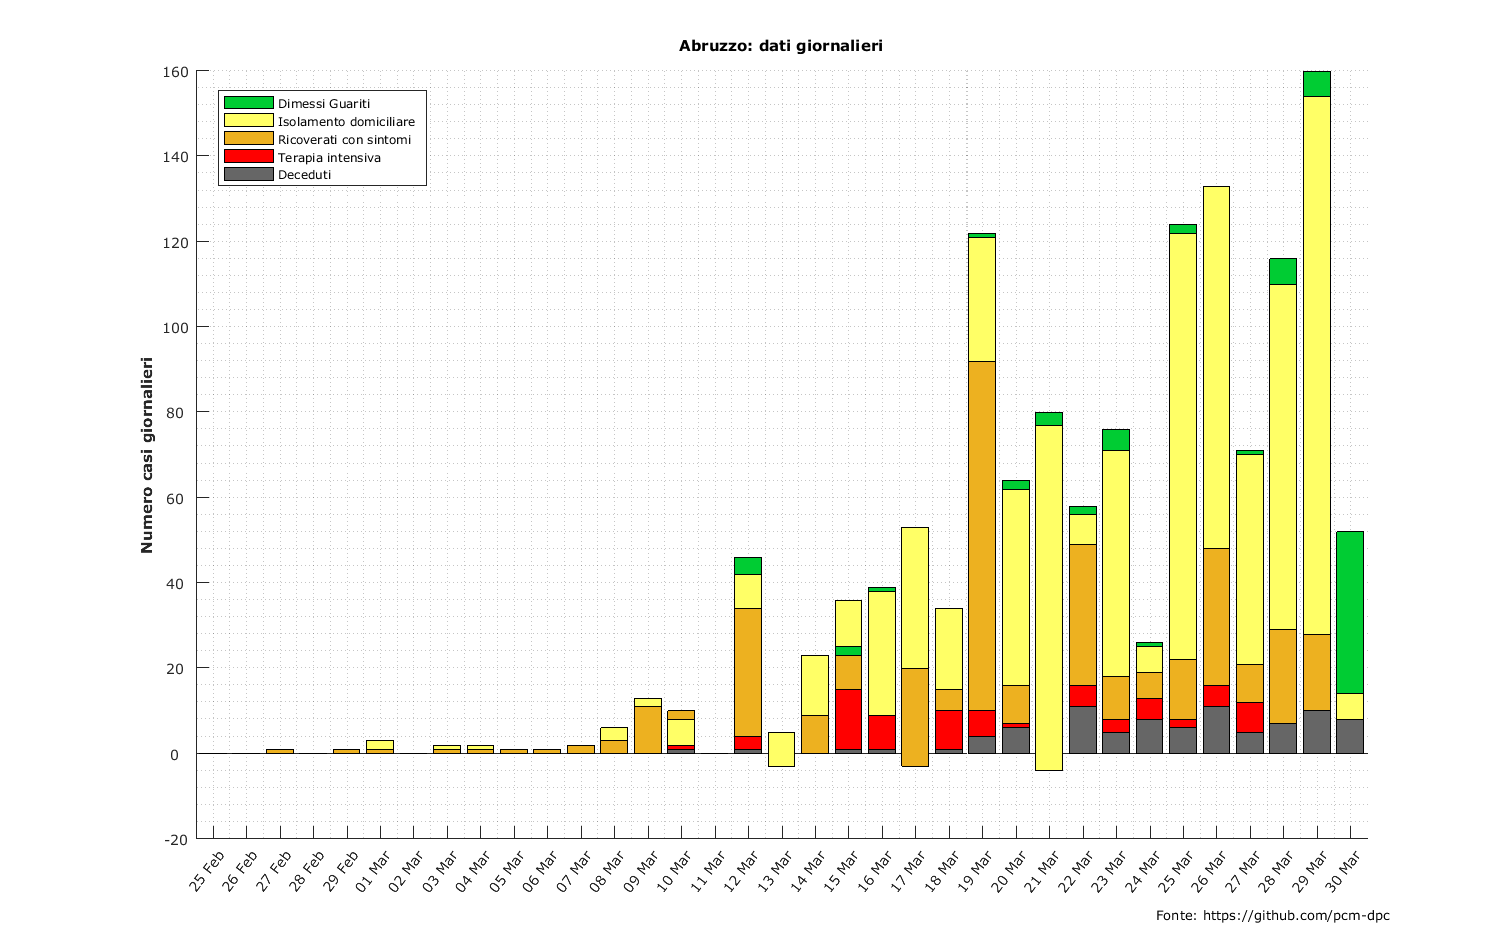 Abruzzo: dati giornalieri
Dimessi Guariti
Isolamento domiciliare
Ricoverati con sintomi
Terapia intensiva
Deceduti
Numero casi giornalieri
160
140
120
100
80
60
40
20
0
-20
25 Feb
26 Feb
27 Feb
28 Feb
29 Feb
01 Mar
02 Mar
03 Mar
04 Mar
05 Mar
06 Mar
07 Mar
08 Mar
09 Mar
10 Mar
11 Mar
12 Mar
13 Mar
14 Mar
15 Mar
16 Mar
17 Mar
18 Mar
19 Mar
20 Mar
21 Mar
22 Mar
23 Mar
24 Mar
25 Mar
26 Mar
27 Mar
28 Mar
29 Mar
30 Mar
Fonte: https://github.com/pcm-dpc